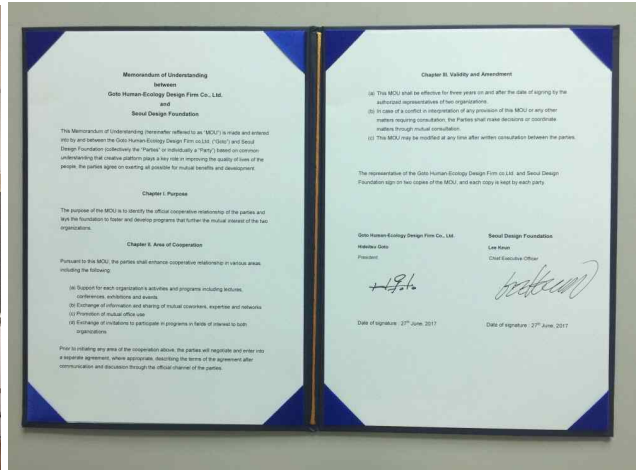 Memorandum of Understanding
between
Goto Human-Ecology Design Firm Co., Ltd.
and
Seoul Design Foundation
This Memorandum of Understanding (hereinafter reffered to as "MOU") is made and entered
into by and between the Goto Human-Ecology Design Firm co.Ltd. ("Goto") and Seoul
Design Foundation (collectively the "Parties" or individually a "Party") based on common
understanding that creative platform plays a key role in improving the quality of lives of the
people, the parties agree on exerting all possible for mutual benefits and development.
Chapter I. Purpose
The purpose of the MOU is to identify the official cooperative relationship of the parties and
lays the foundation to foster and develop programs that further the mutual interest of the two
organizations.
Chapter II. Area of Cooperation
Pursuant to this MOU, the parties shall enhance cooperative relationship in various areas
including the following:
(a) Support for each organization's activities and programs including lectures,
conferences, exhibitions and events
(b) Exchange of information and sharing of mutual coworkers, expertise and networks
(c) Promotion of mutual office use
(d) Exchange of invitations to participate in programs in fields of interest to both
organizations
Prior to initiating any area of the cooperation above, the parties will negotiate and enter into
a separate agreement, where appropriate, describing the terms of the agreement after
communication and discussion through the official channel of the parties.
Chapter III. Validity and Amendment
(a) This MOU shall be effective for three years on and after the date of signing by the
authorized representatives of two organizations.
(b) In case of a conflict in interpretation of any provision of this MOU or any other
matters requiring consultation, the Parties shall make decisions or coordinate
matters through mutual consultation.
(c) This MOU may be modified at any time after written consultation between the parties.
The representative of the Goto Human-Ecology Design Firm co.Ltd. and Seoul Design
Foundation sign on two copies of the MOU, and each copy is kept by each party.
Goto Human-Ecology Design Firm Co., Ltd.
Hidetsu Goto
President
Date of signature : 27th June, 2017
Seoul Design Foundation
Lee Keun
Chief Executive Officer
Date of signature : 27th June, 2017